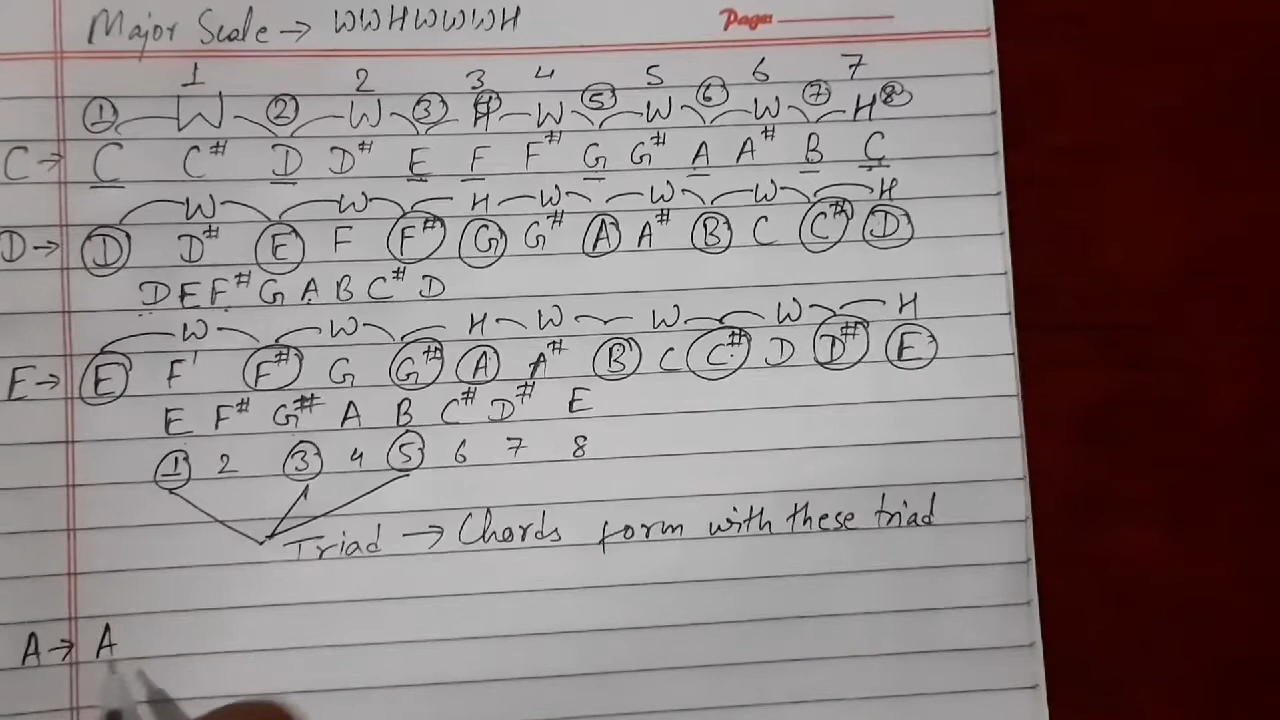 Major Scale → WWHWWWH
Page:
1 2 3 4 5 6 7
① W ② W ③ H W ⑤ W ⑥ W ⑦ H ⑧
C → C C# D D# E F F# G G# A A# B C
W W H W W W H
D → D D# E F F# G G# A A# B C C# D
D E F# G A B C# D
W W H W W W H
E → E F F# G G# A A# B C C# D D# E
E F# G# A B C# D# E
① 2 ③ 4 ⑤ 6 7 8
Triad → Chords form with these triad
A → A